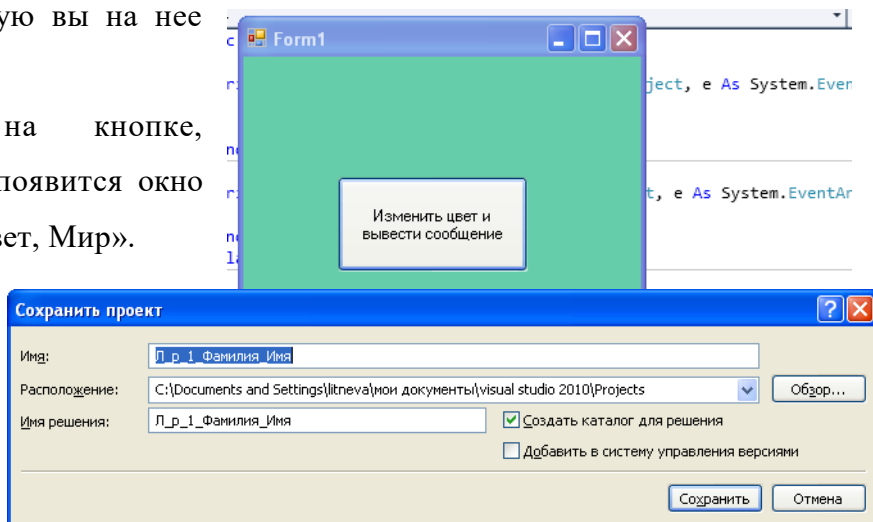 ую вы на нее
на кнопке,
появится окно
вет, Мир».
Form1
ject, e As System.Even
t, e As System.EventAr
Изменить цвет и
вывести сообщение
Сохранить проект
Имя:
Л_р_1_Фамилия_Имя
Расположение:
C:\Documents and Settings\litneva\мои документы\visual studio 2010\Projects
Обзор...
Имя решения:
Л_р_1_Фамилия_Имя
Создать каталог для решения
Добавить в систему управления версиями
Сохранить
Отмена